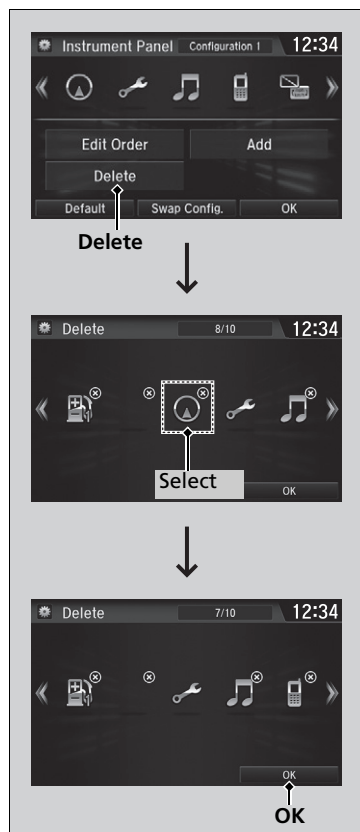 Instrument Panel Configuration 1 12:34
Edit Order Add
Delete
Default Swap Config. OK
Delete
Delete 8/10 12:34
Select
OK
Delete 7/10 12:34
OK
OK